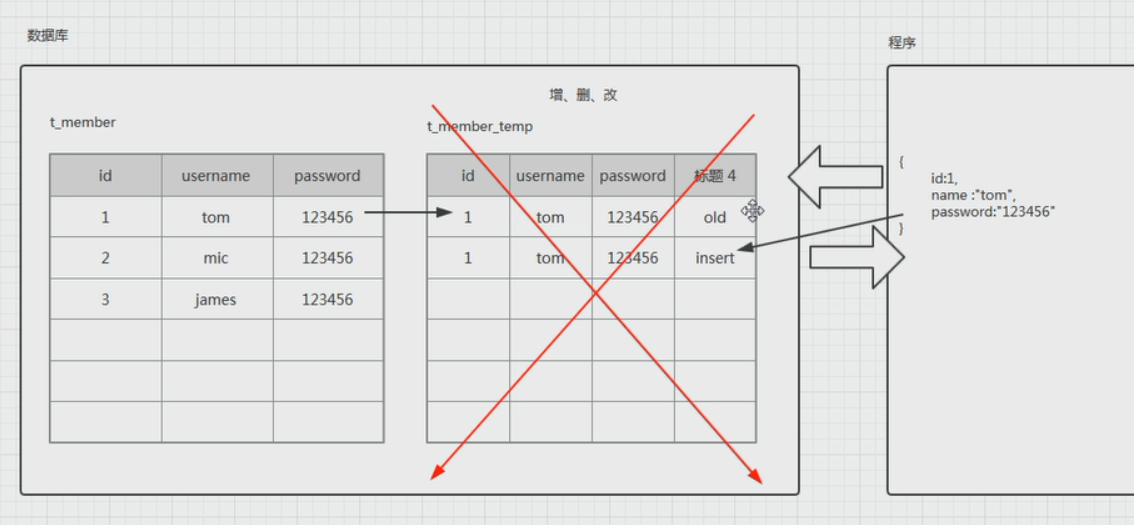 数据库
程序
增、删、改
t_member
t_member_temp
id username password
1 tom 123456
2 mic 123456
3 james 123456
id username password 标题 4
1 tom 123456 old
1 tom 123456 insert
{
id:1,
name :"tom",
password:"123456"
}